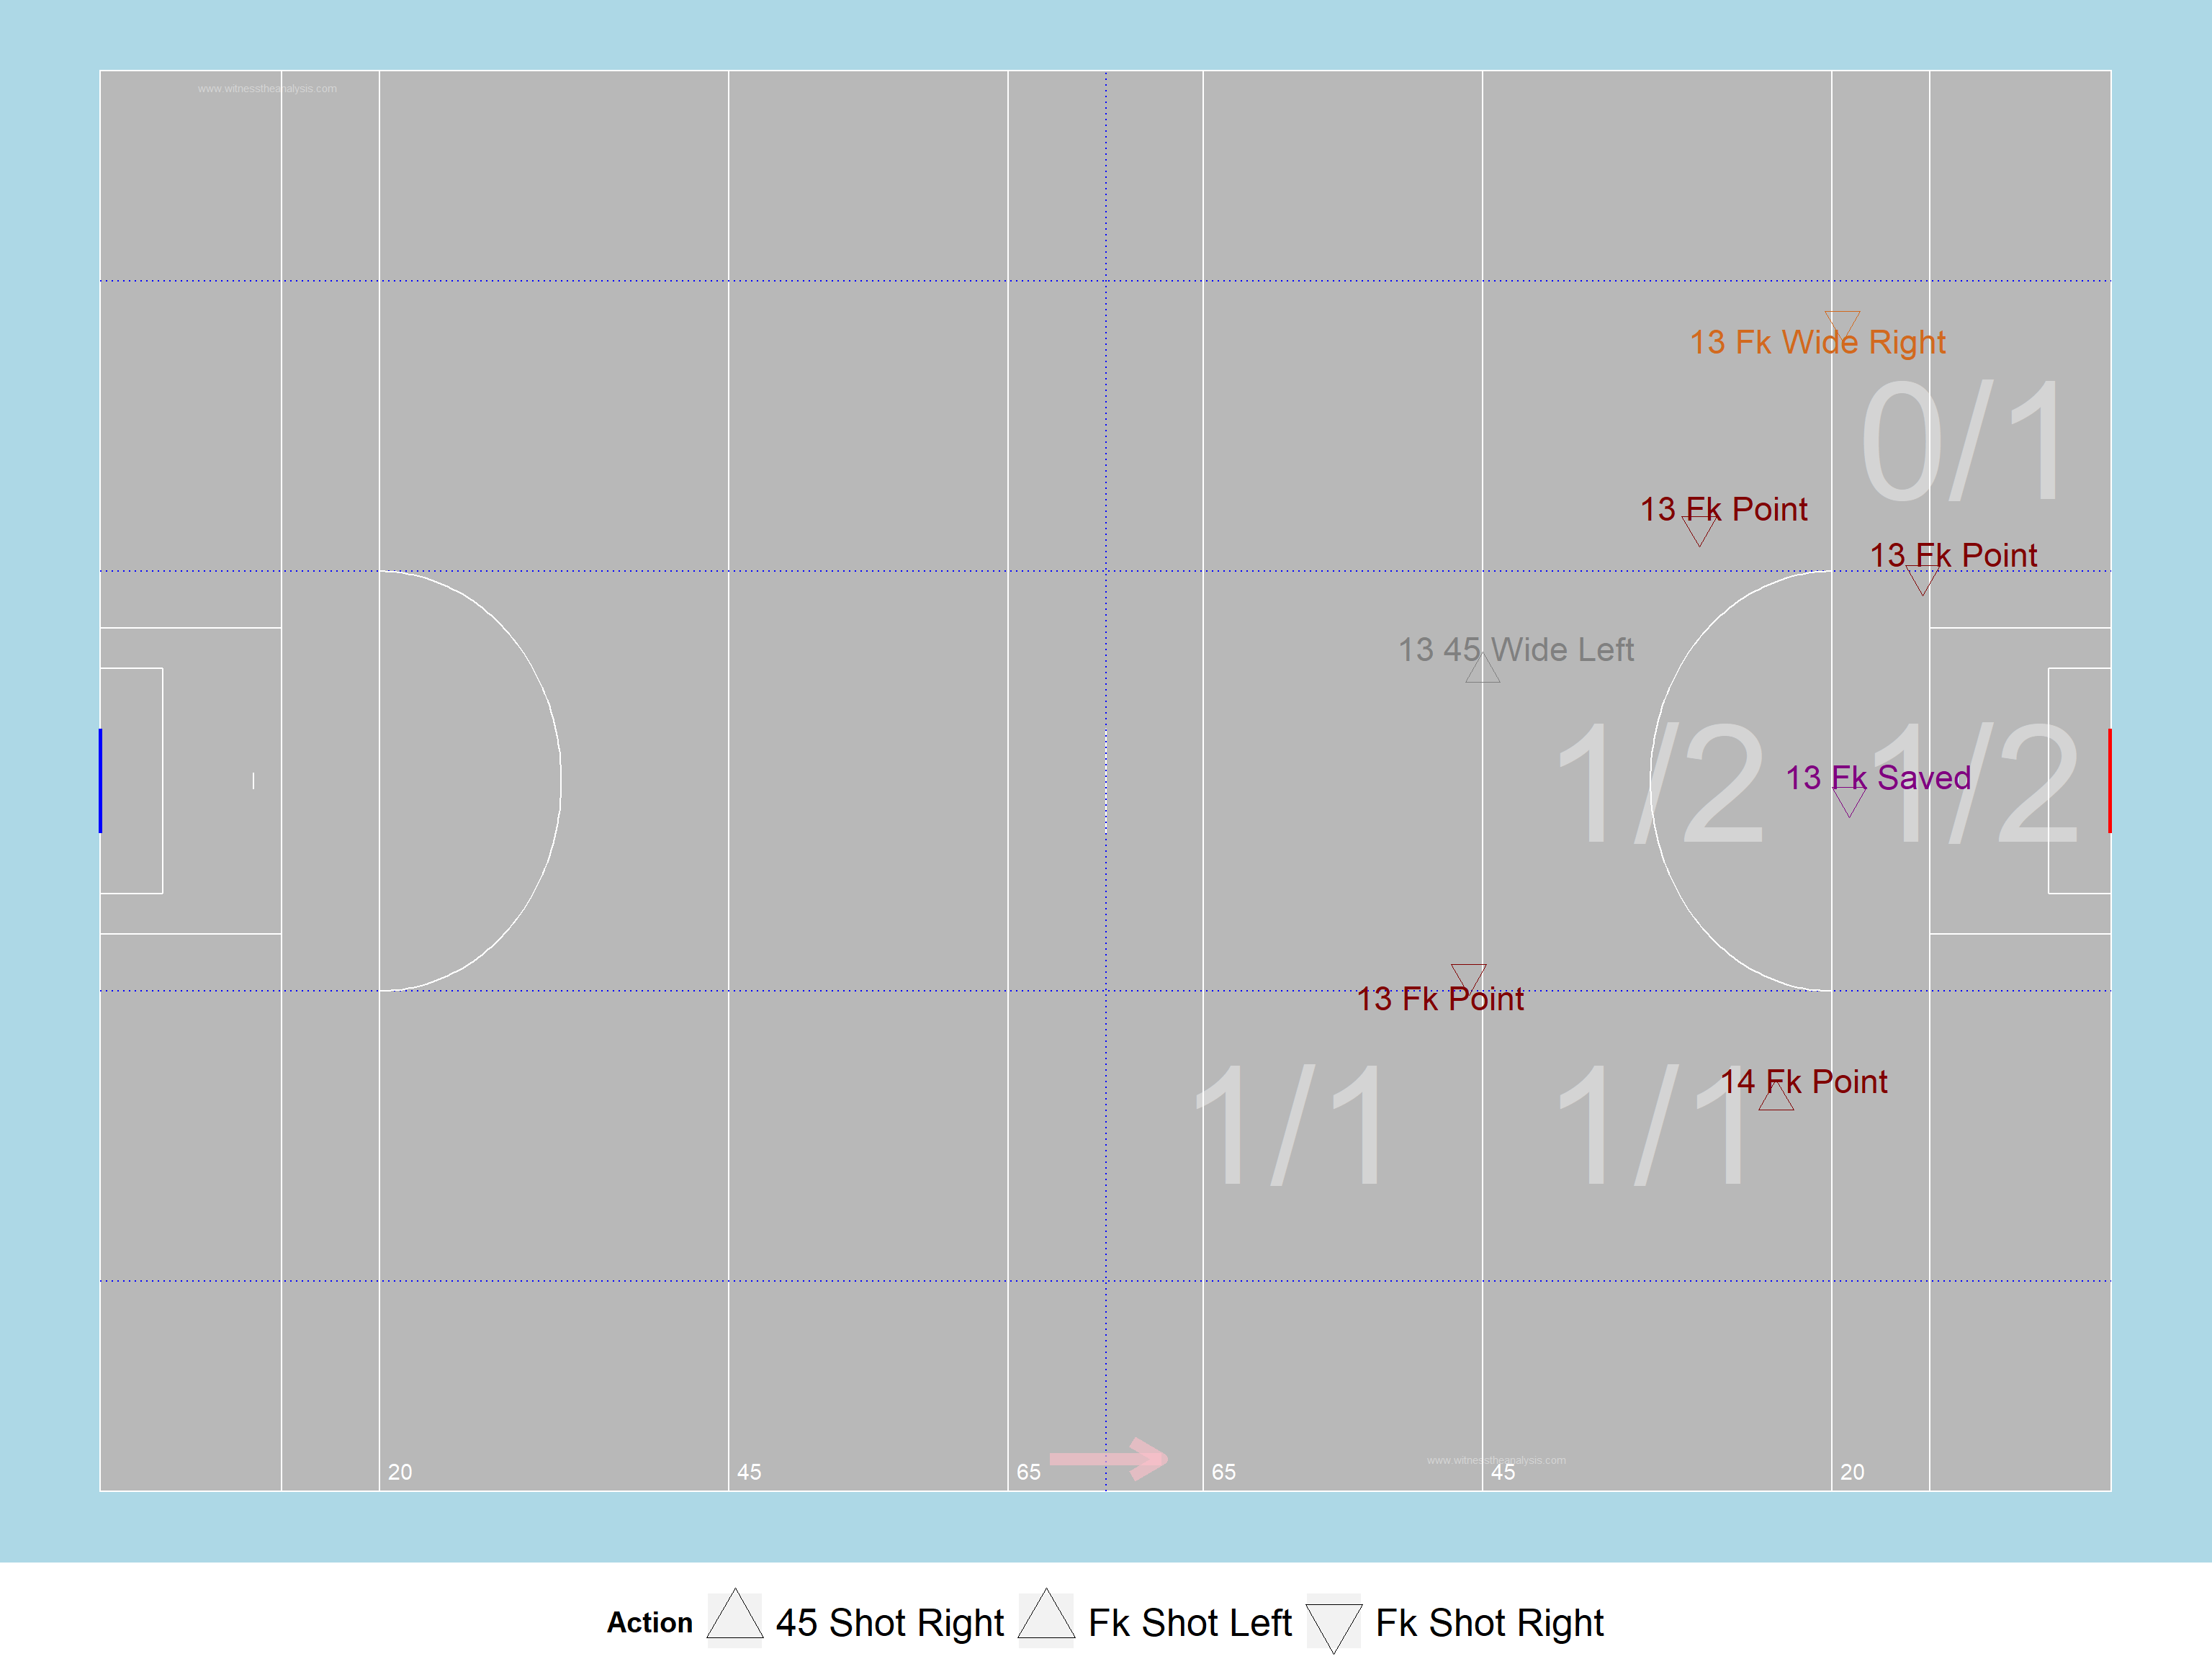 www.witnesstheanalysis.com
13 Fk Wide Right
0/1
13 Fk Point
13 Fk Point
13 45 Wide Left
1/2
1/2
13 Fk Saved
13 Fk Point
14 Fk Point
1/1
1/1
www.witnesstheanalysis.com
20
45
65
65
45
20
Action 45 Shot Right Fk Shot Left Fk Shot Right